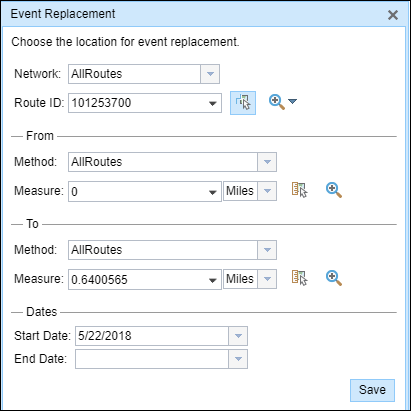 Event Replacement
Choose the location for event replacement.
Network: AllRoutes
Route ID: 101253700
From
Method: AllRoutes
Measure: 0 Miles
To
Method: AllRoutes
Measure: 0.6400565 Miles
Dates
Start Date: 5/22/2018
End Date:
Save